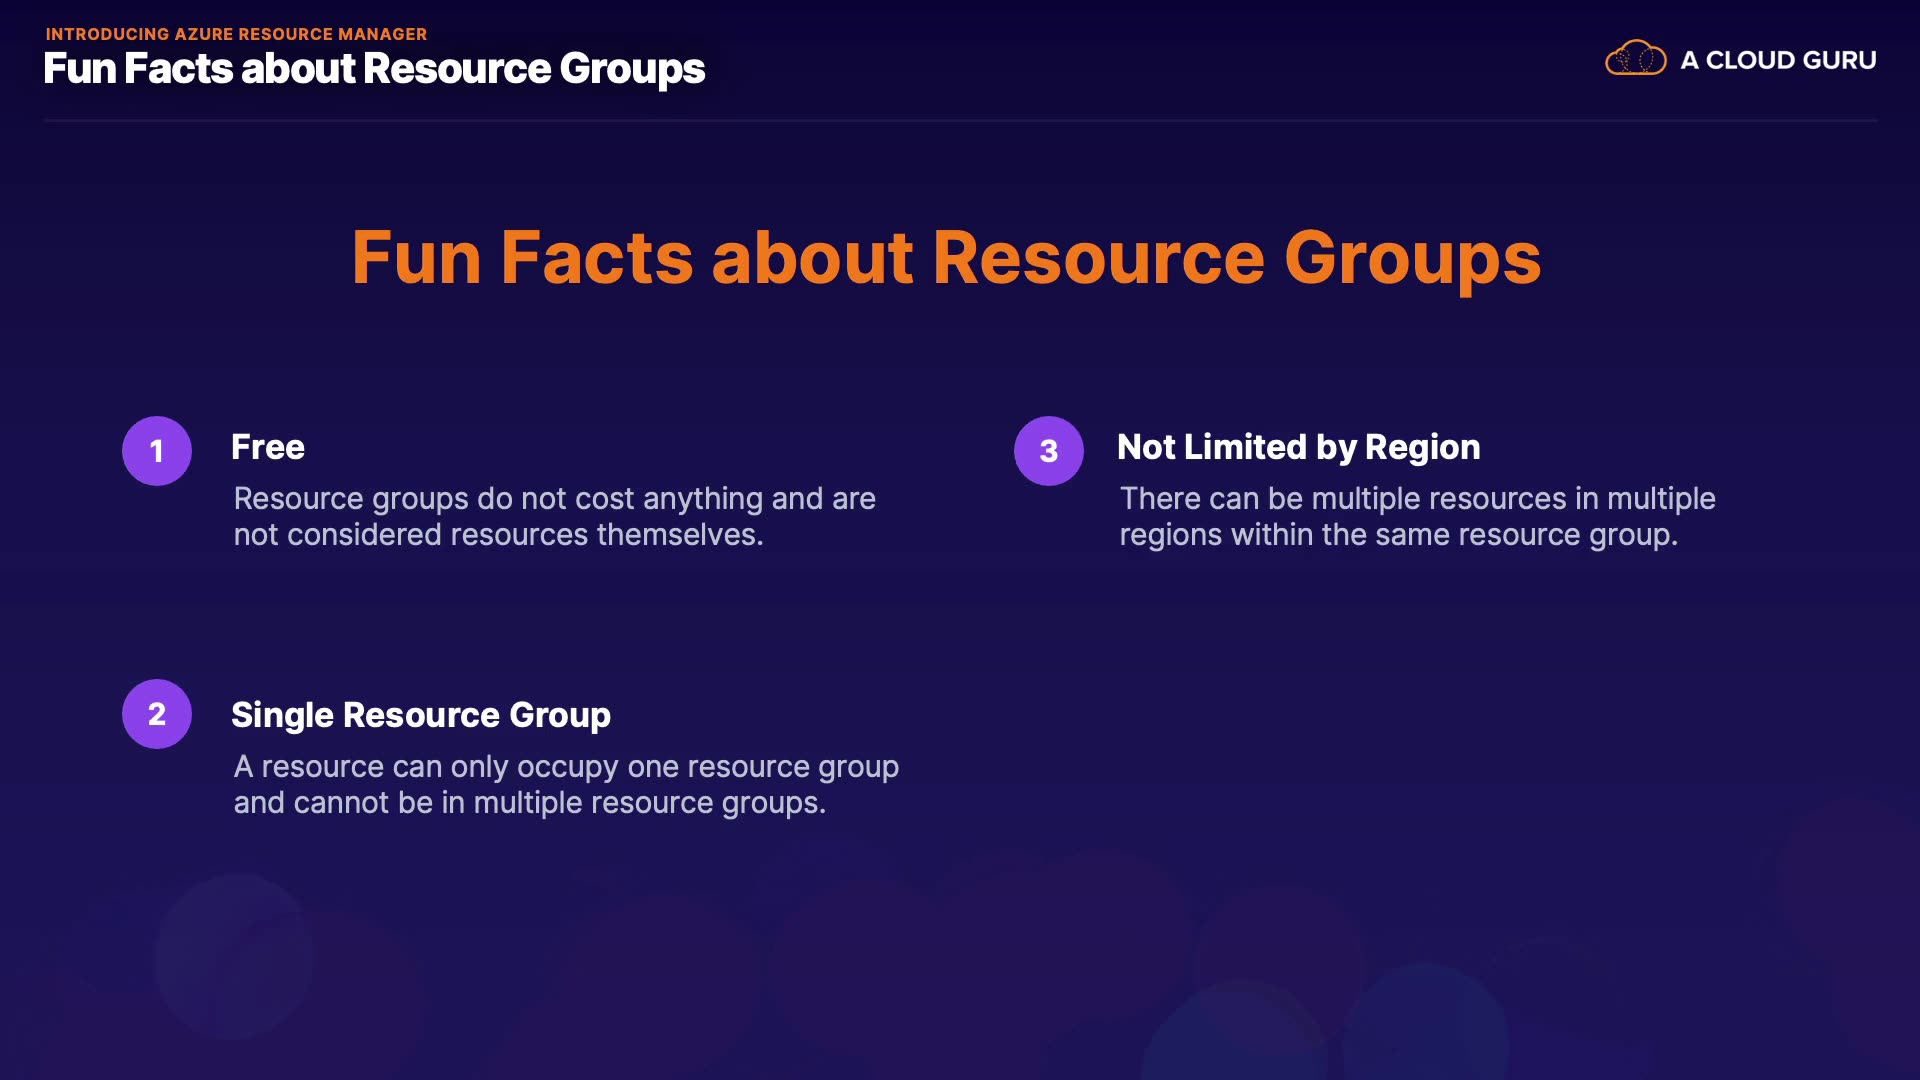 INTRODUCING AZURE RESOURCE MANAGER
Fun Facts about Resource Groups
A CLOUD GURU
Fun Facts about Resource Groups
1
Free
Resource groups do not cost anything and are
not considered resources themselves.
2
Single Resource Group
A resource can only occupy one resource group
and cannot be in multiple resource groups.
3
Not Limited by Region
There can be multiple resources in multiple
regions within the same resource group.